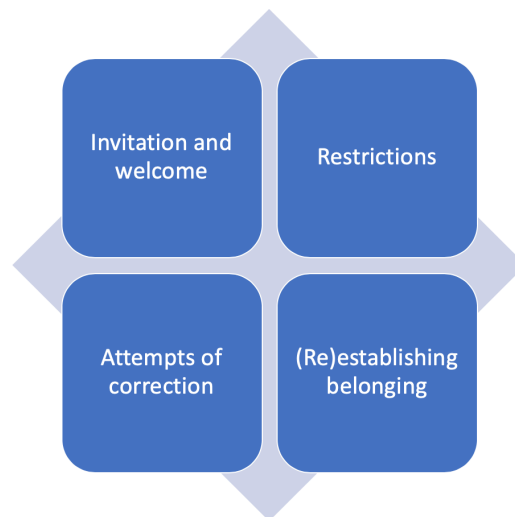 Invitation and
welcome
Restrictions
Attempts of
correction
(Re)establishing
belonging